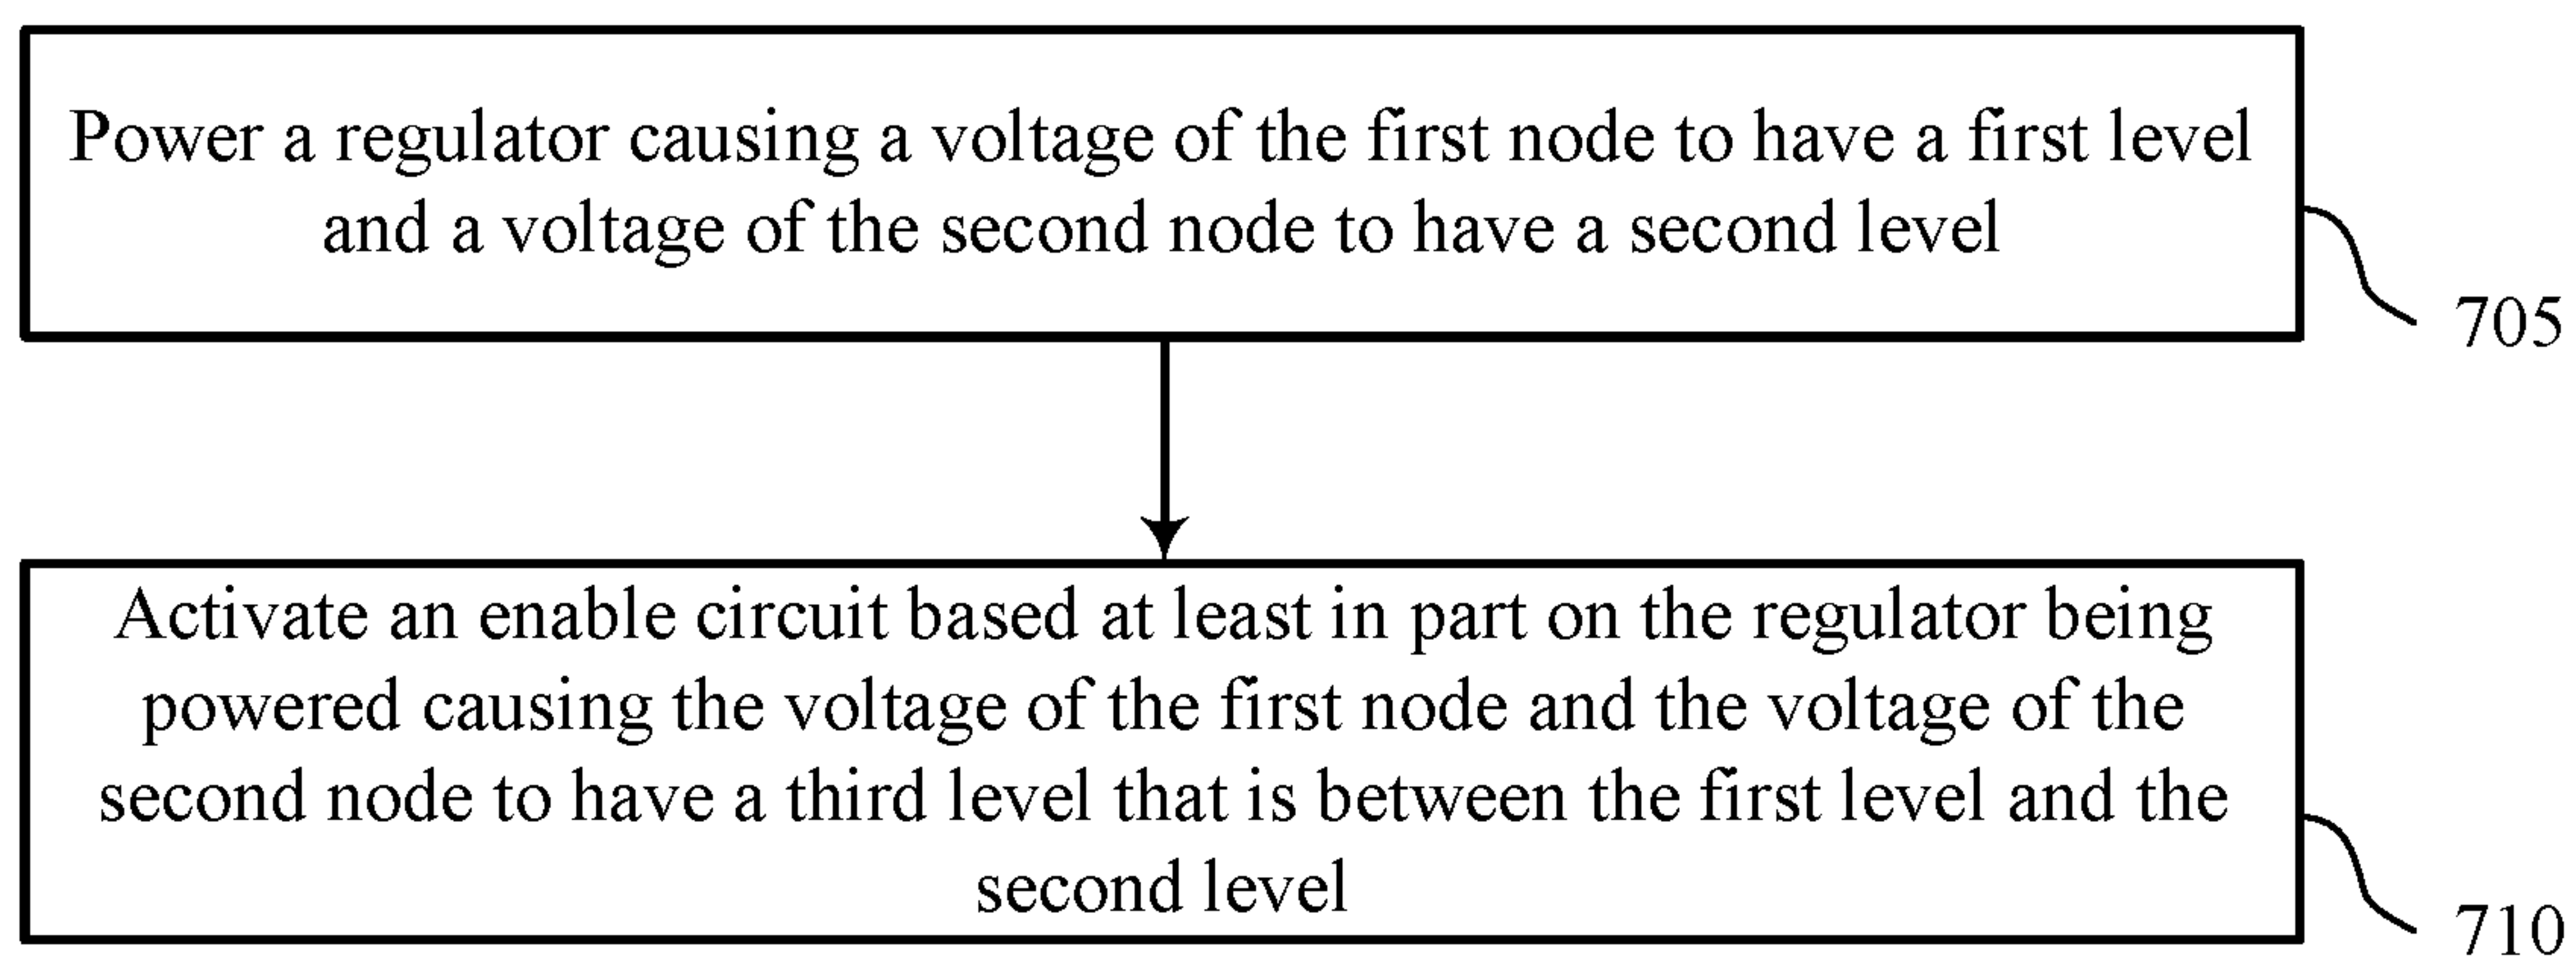 Power a regulator causing a voltage of the first node to have a first level
and a voltage of the second node to have a second level
705
Activate an enable circuit based at least in part on the regulator being
powered causing the voltage of the first node and the voltage of the
second node to have a third level that is between the first level and the
second level
710